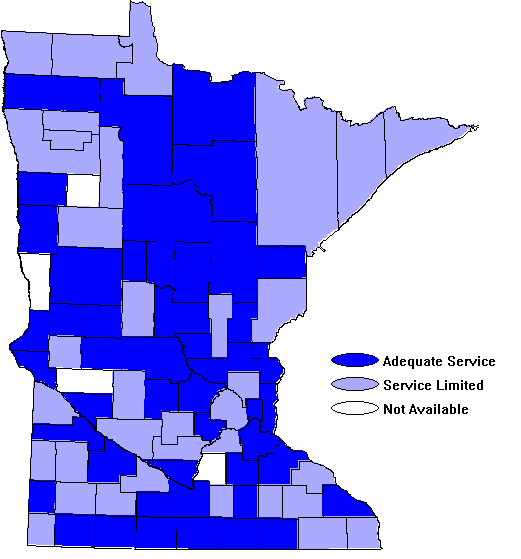 Adequate Service
Service Limited
Not Available